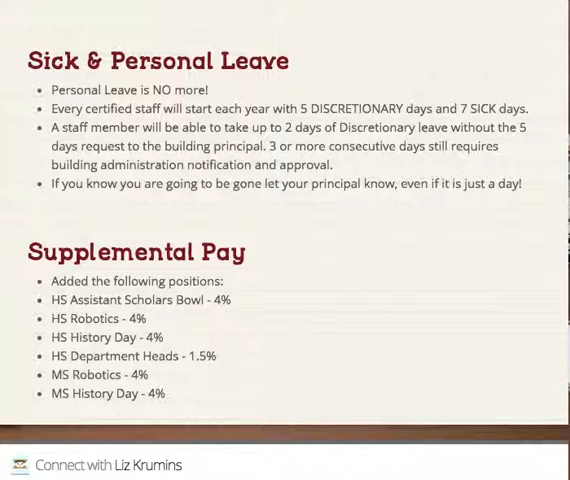 Sick & Personal Leave
• Personal Leave is NO more!
• Every certified staff will start each year with 5 DISCRETIONARY days and 7 SICK days.
• A staff member will be able to take up to 2 days of Discretionary leave without the 5
days request to the building principal. 3 or more consecutive days still requires
building administration notification and approval.
• If you know you are going to be gone let your principal know, even if it is just a day!
Supplemental Pay
• Added the following positions:
• HS Assistant Scholars Bowl - 4%
• HS Robotics - 4%
• HS History Day - 4%
• HS Department Heads - 1.5%
• MS Robotics - 4%
• MS History Day - 4%
Connect with Liz Krumins